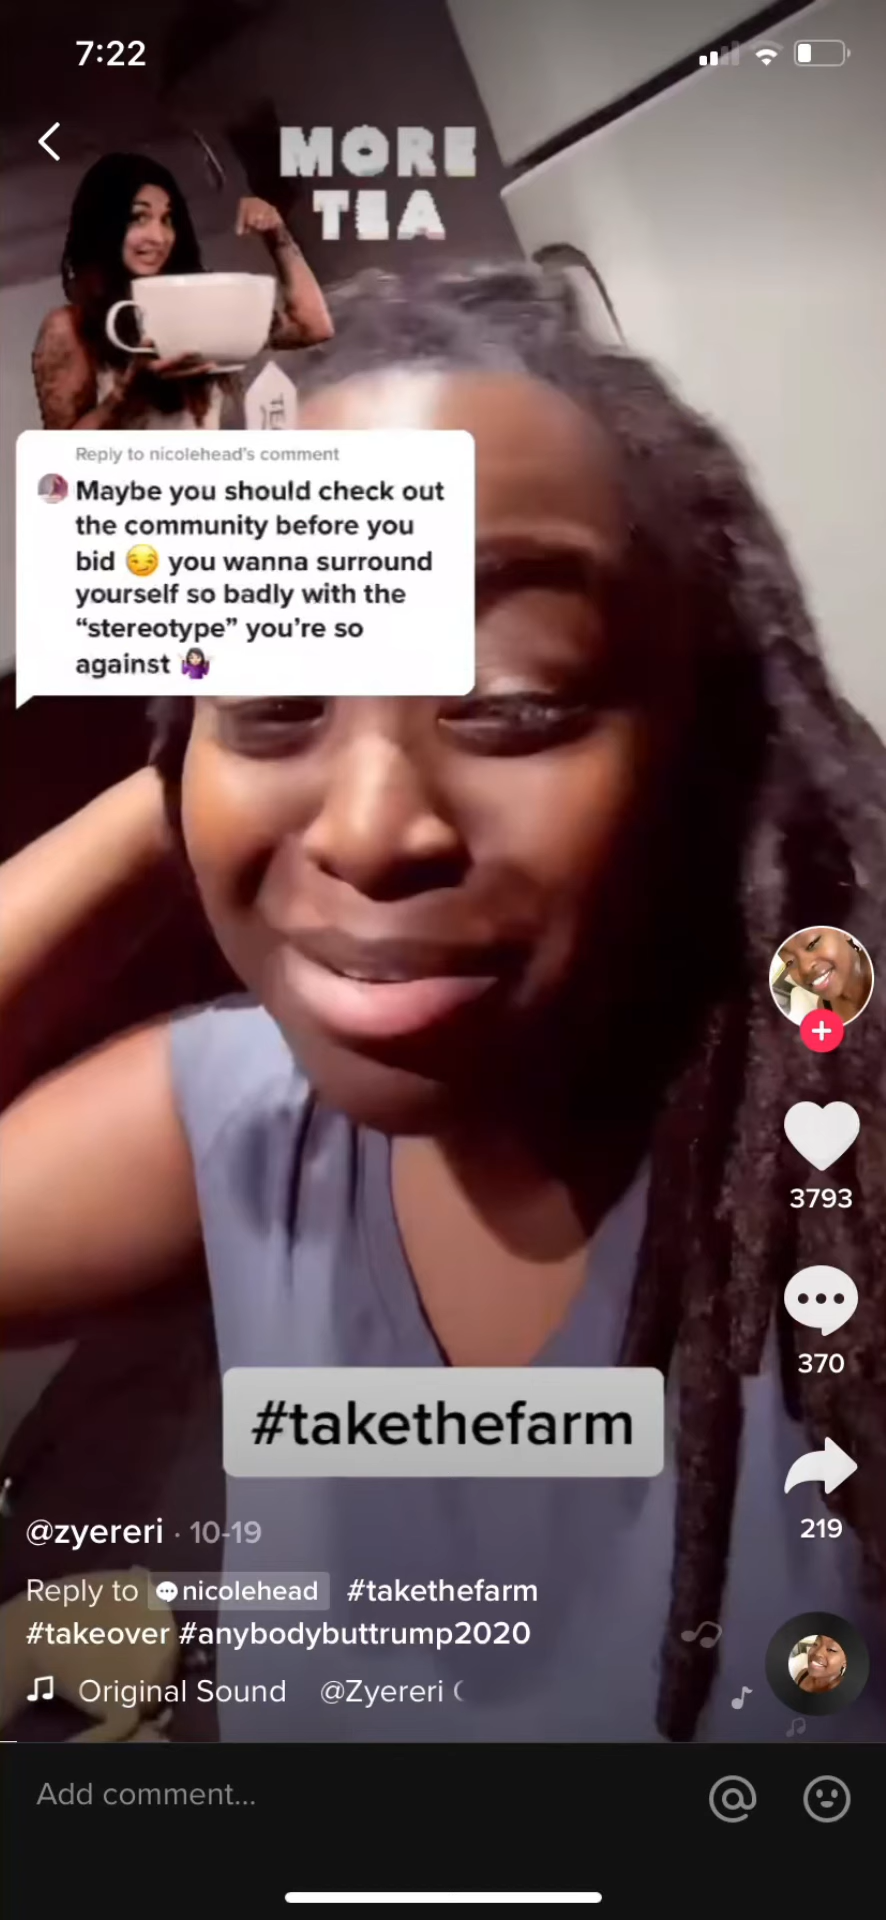 7:22
MORE
TEA
TEA
Reply to nicolehead's comment
Maybe you should check out
the community before you
bid 😏 you wanna surround
yourself so badly with the
“stereotype” you’re so
against 🤷🏻‍♀️
3793
370
#takethefarm
219
@zyereri · 10-19
Reply to 💬 nicolehead #takethefarm
#takeover #anybodybuttrump2020
Original Sound @Zyereri (
Add comment...